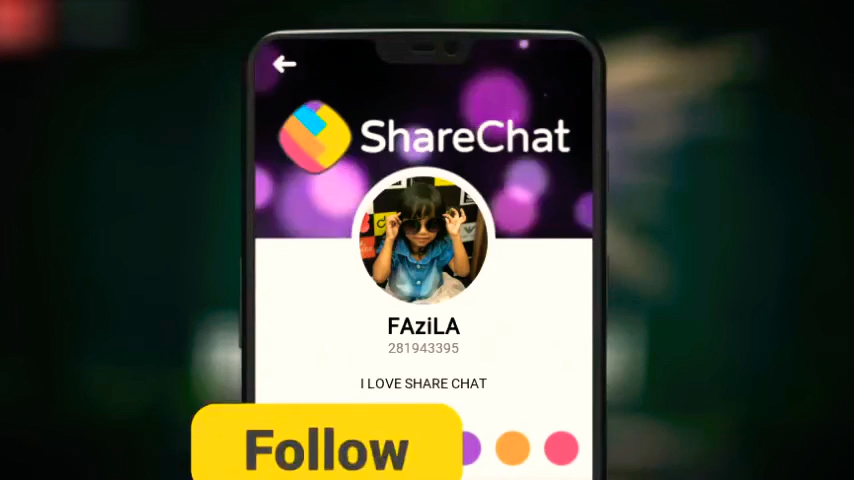 ShareChat
FAziLA
281943395
I LOVE SHARE CHAT
Follow